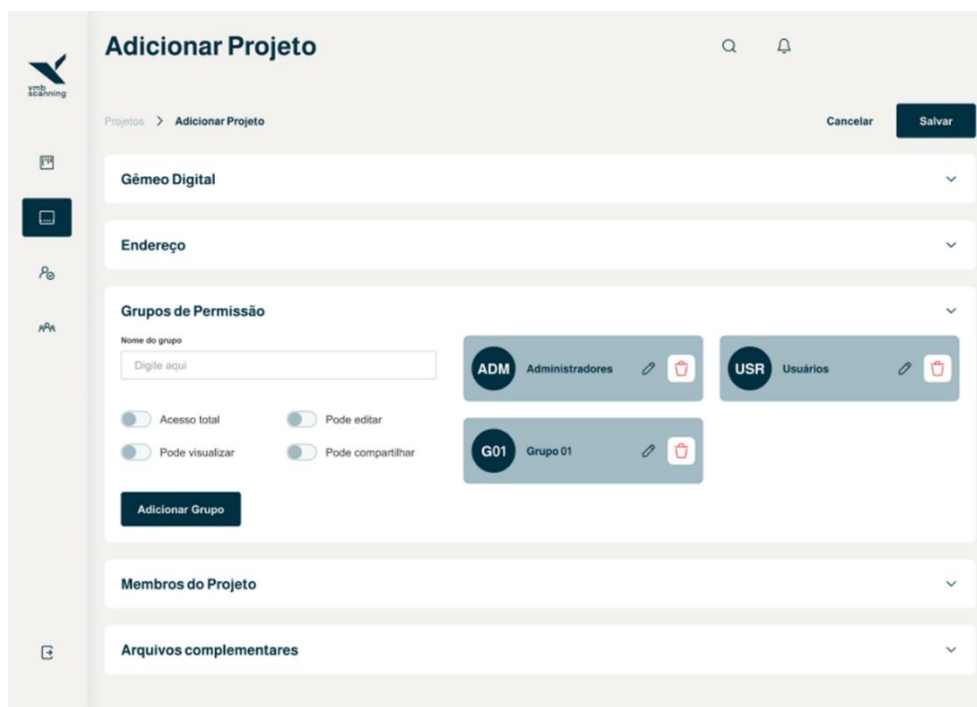 vmb
scanning
Adicionar Projeto
Projetos > Adicionar Projeto
Cancelar
Salvar
Gêmeo Digital
Endereço
Grupos de Permissão
Nome do grupo
Digite aqui
Acesso total
Pode editar
Pode visualizar
Pode compartilhar
Adicionar Grupo
ADM Administradores
USR Usuários
G01 Grupo 01
Membros do Projeto
Arquivos complementares